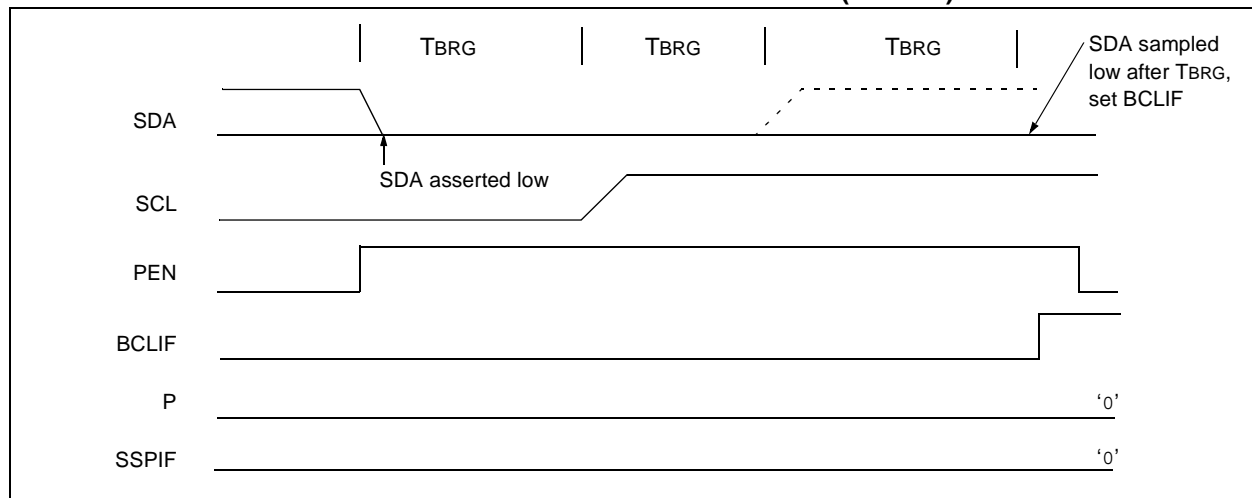 TBRG TBRG TBRG
SDA sampled
low after TBRG,
set BCLIF
SDA
SDA asserted low
SCL
PEN
BCLIF
P ‘0’
SSPIF ‘0’